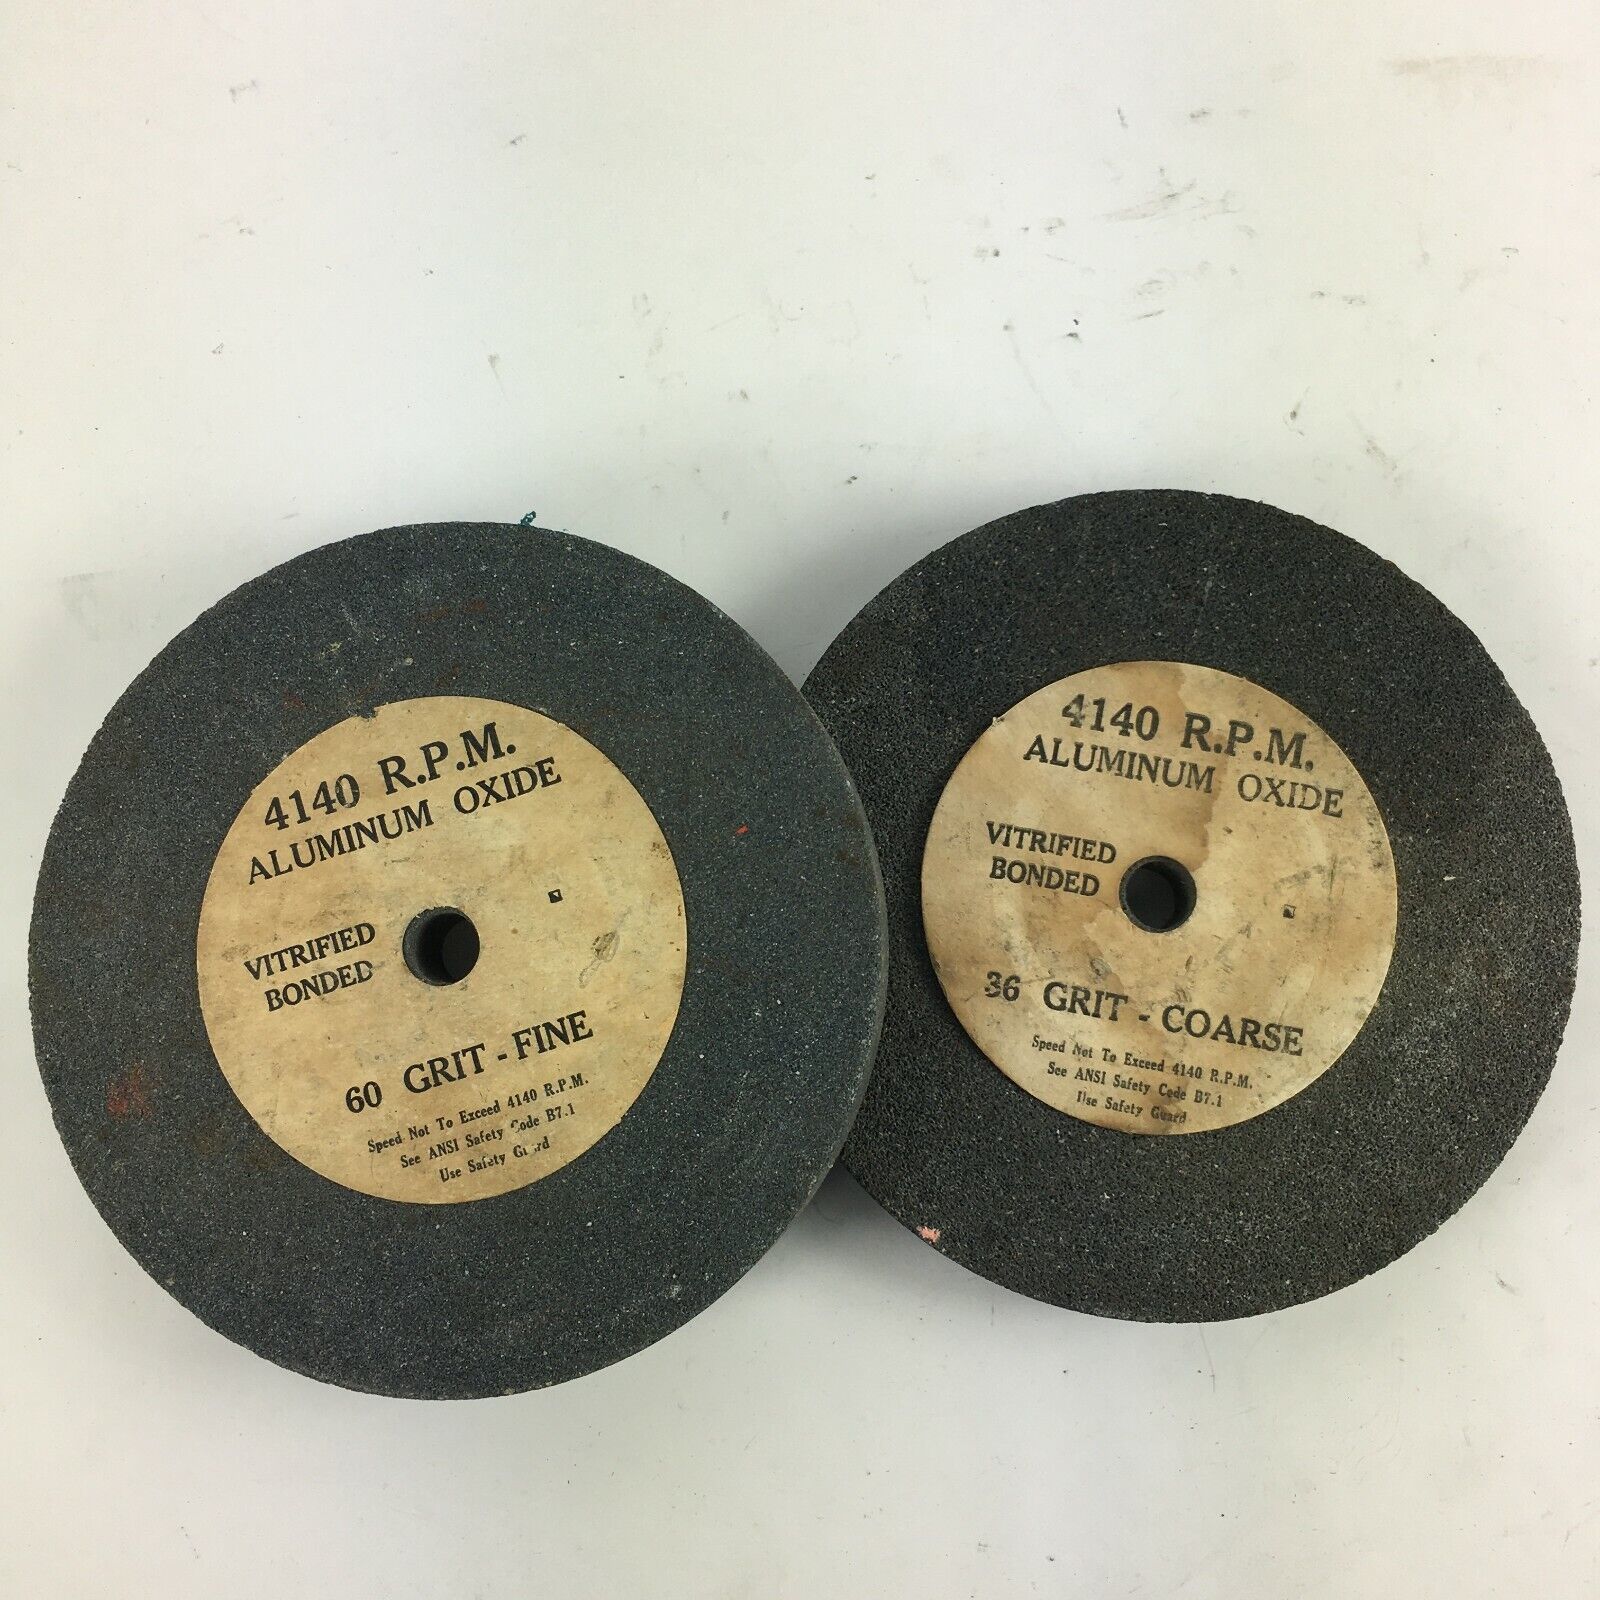 4140 R.P.M.
ALUMINUM OXIDE
VITRIFIED
BONDED
60 GRIT - FINE
Speed Not To Exceed 4140 R.P.M.
See ANSI Safety Code B7.1
Use Safety
4140 R.P.M.
ALUMINUM OXIDE
VITRIFIED
BONDED
36 GRIT - COARSE
Speed Not To Exceed 4140 R.P.M.
See ANSI Safety Code B7.1
Use Safety Guard